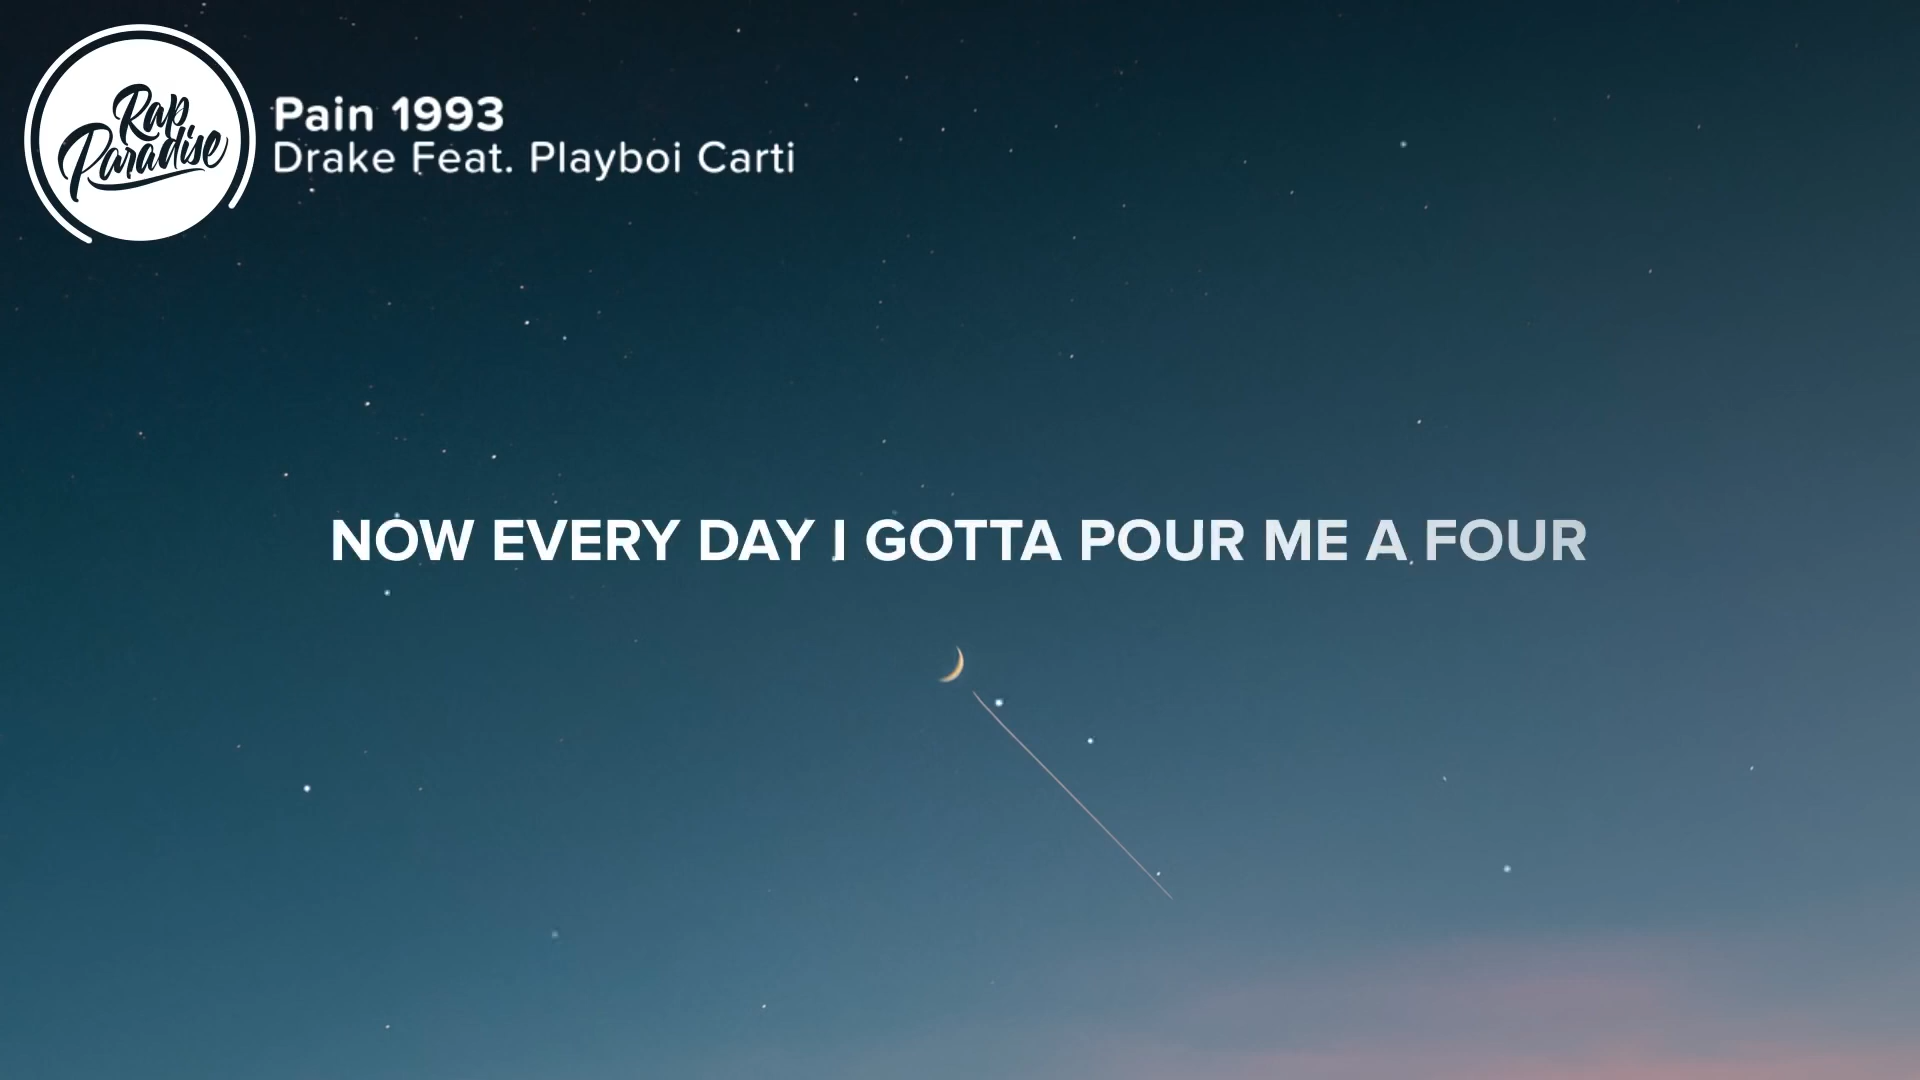 Rap
Paradise
Pain 1993
Drake Feat. Playboi Carti
NOW EVERY DAY I GOTTA POUR ME A FOUR